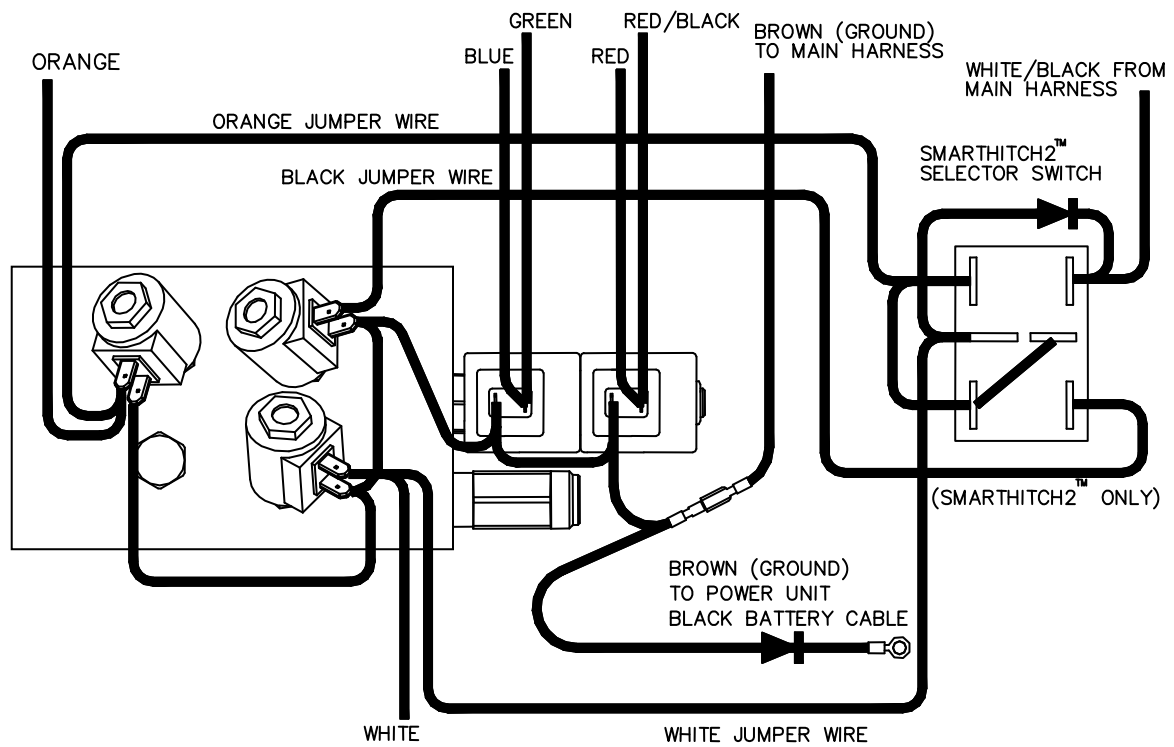 GREEN
RED/BLACK
BROWN (GROUND)
TO MAIN HARNESS
ORANGE
BLUE
RED
WHITE/BLACK FROM
MAIN HARNESS
ORANGE JUMPER WIRE
SMARTHITCH2™
SELECTOR SWITCH
BLACK JUMPER WIRE
(SMARTHITCH2™ ONLY)
BROWN (GROUND)
TO POWER UNIT
BLACK BATTERY CABLE
WHITE
WHITE JUMPER WIRE